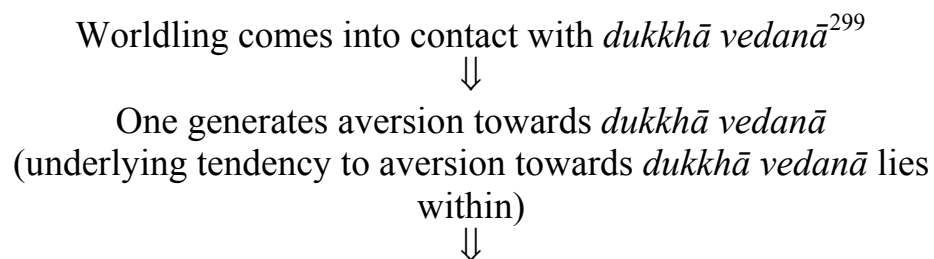 Worldling comes into contact with dukkhā vedanā299
⇓
One generates aversion towards dukkhā vedanā
(underlying tendency to aversion towards dukkhā vedanā lies
within)
⇓